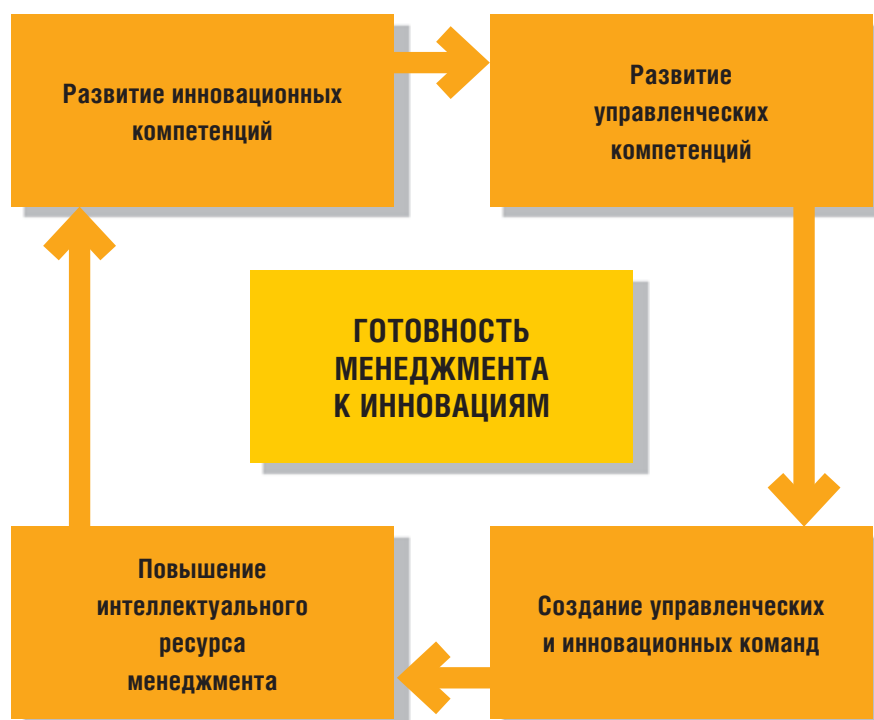 Развитие инновационных
компетенций
Развитие
управленческих
компетенций
ГОТОВНОСТЬ
МЕНЕДЖМЕНТА
К ИННОВАЦИЯМ
Повышение
интеллектуального
ресурса
менеджмента
Создание управленческих
и инновационных команд